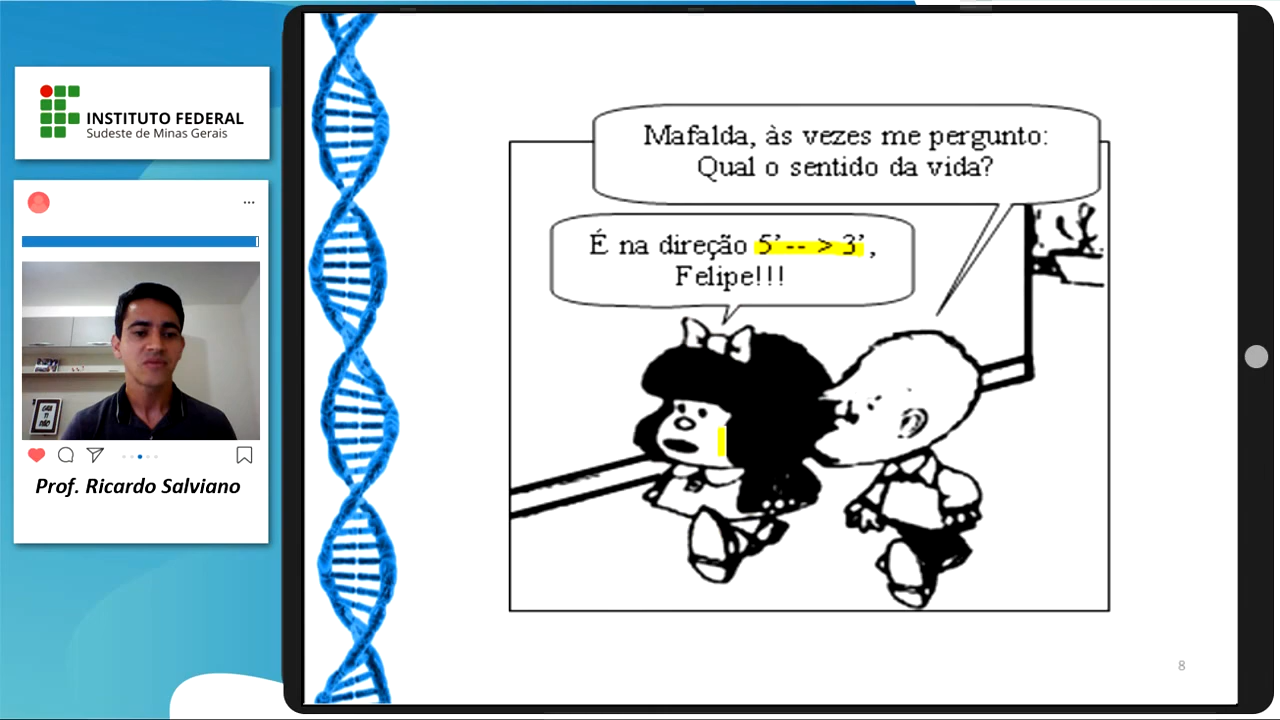 INSTITUTO FEDERAL
Sudeste de Minas Gerais
Prof. Ricardo Salviano
Mafalda, às vezes me pergunto:
Qual o sentido da vida?
É na direção 5’ -- > 3’ ,
Felipe!!!
8